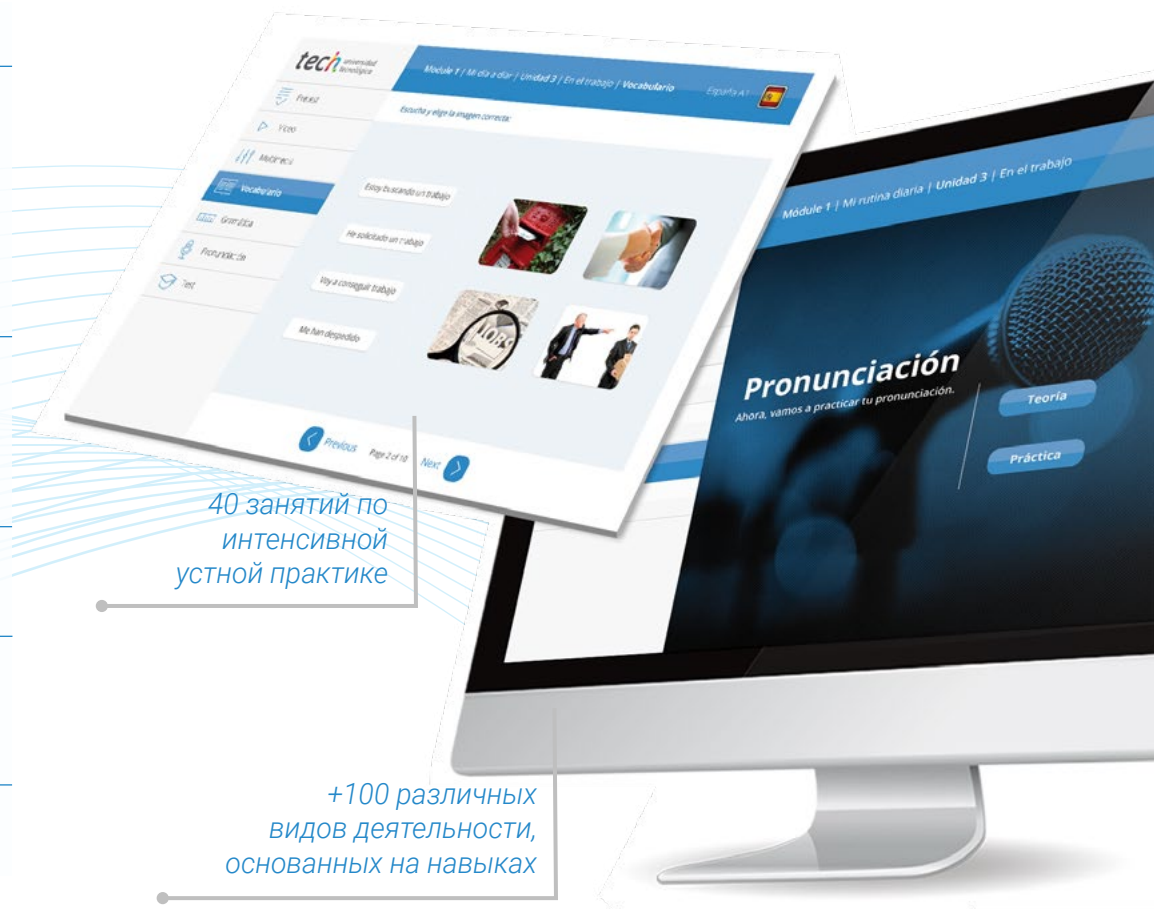 tech universidad
tecnológica
Module 1 / Mi día a diar | Unidad 3 | En el trabajo / Vocabulario
España A1
Escucha y elige la imagen correcta:
Pretest
Vídeo
Vocabulario
Gramática
Pronunciación
Test
Estoy buscando un trabajo
He solicitado un trabajo
Voy a conseguir trabajo
Me han despedido
JOBS
Previous
Page 2 of 10
Next
Módule 1 | Mi rutina diaria | Unidad 3 | En el trabajo
Pronunciación
Ahora, vamos a practicar tu pronunciación.
Teoría
Práctica
40 занятий по
интенсивной
устной практике
+100 различных
видов деятельности,
основанных на навыках